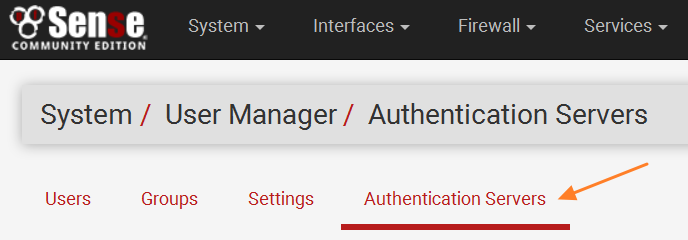 Sense System Interfaces Firewall Services
COMMUNITY EDITION
System / User Manager / Authentication Servers
Users Groups Settings Authentication Servers